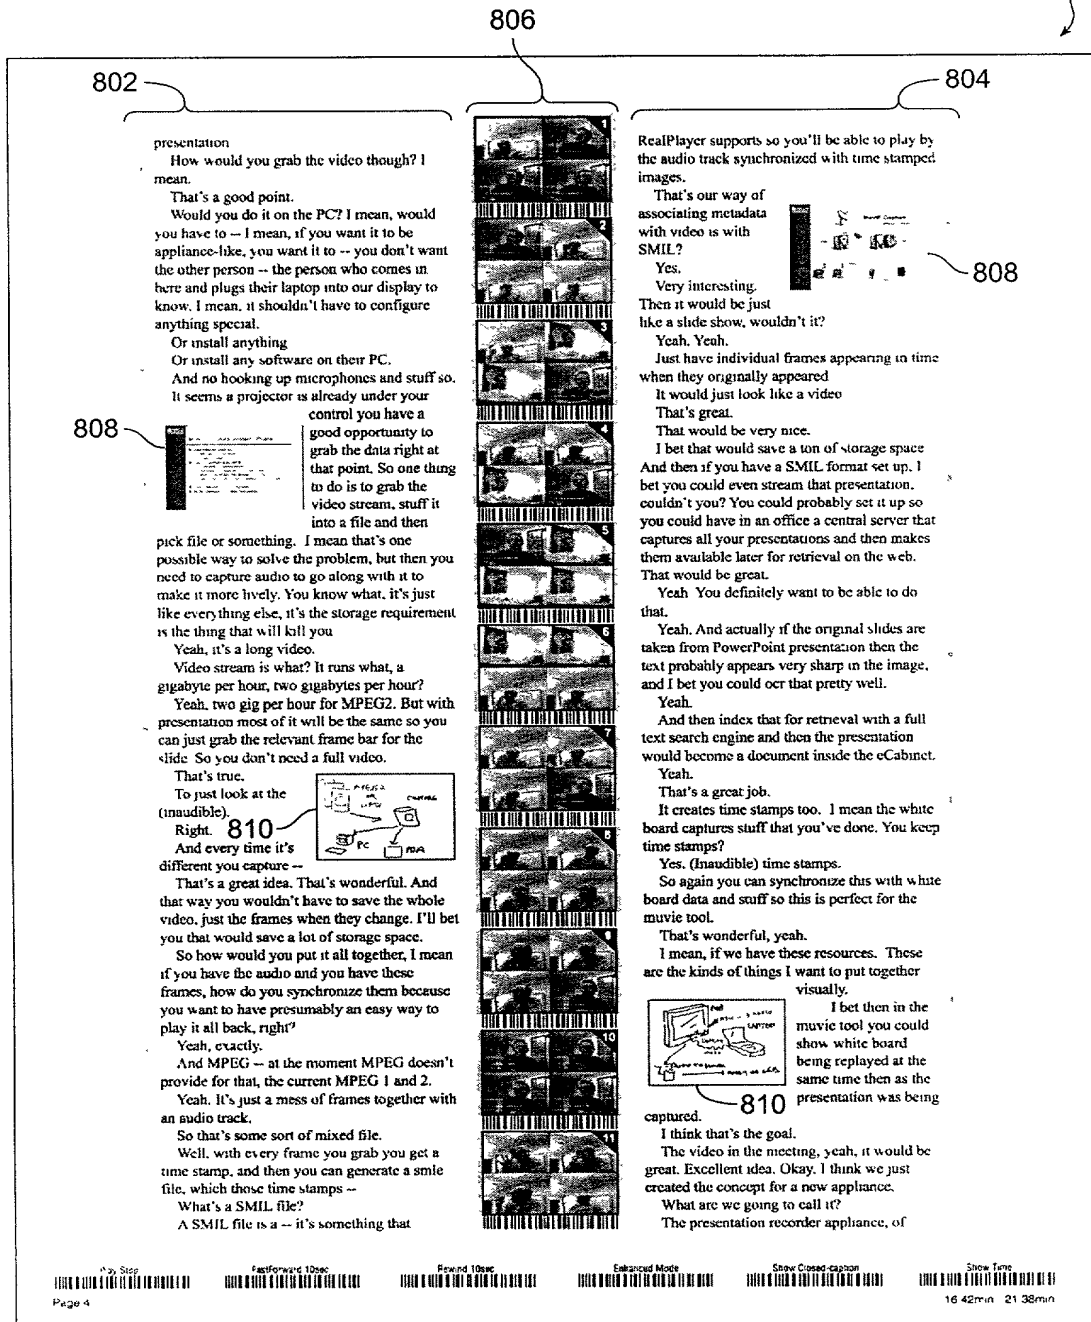 806
802
804
presentation
How would you grab the video though? I
mean.
That's a good point.
Would you do it on the PC? I mean, would
you have to -- I mean, if you want it to be
appliance-like, you want it to -- you don't want
the other person -- the person who comes in
here and plugs their laptop into our display to
know. I mean, it shouldn't have to configure
anything special.
Or install anything
Or install any software on their PC.
And no hooking up microphones and stuff so.
It seems a projector is already under your
control you have a
808
good opportunity to
grab the data right at
that point. So one thing
to do is to grab the
video stream, stuff it
into a file and then
pick file or something. I mean that's one
possible way to solve the problem, but then you
need to capture audio to go along with it to
make it more lively. You know what, it's just
like everything else, it's the storage requirement
is the thing that will kill you
Yeah, it's a long video.
Video stream is what? It runs what, a
gigabyte per hour, two gigabytes per hour?
Yeah, two gig per hour for MPEG2. But with
presentation most of it will be the same so you
can just grab the relevant frame bar for the
slide So you don't need a full video.
That's true.
To just look at the
(inaudible).
Right. 810
And every time it's
different you capture --
PC
PDA
That's a great idea. That's wonderful. And
that way you wouldn't have to save the whole
video, just the frames when they change. I'll bet
you that would save a lot of storage space.
So how would you put it all together, I mean
if you have the audio and you have these
frames, how do you synchronize them because
you want to have presumably an easy way to
play it all back, right?
Yeah, exactly.
And MPEG -- at the moment MPEG doesn't
provide for that, the current MPEG 1 and 2.
Yeah. It's just a mess of frames together with
an audio track.
So that's some sort of mixed file.
Well, with every frame you grab you get a
time stamp, and then you can generate a smle
file, which those time stamps --
What's a SMIL file?
A SMIL file is a -- it's something that
1
2
3
4
5
6
7
8
9
10
11
RealPlayer supports so you'll be able to play by
the audio track synchronized with time stamped
images.
That's our way of
associating metadata
with video is with
SMIL?
808
Yes.
Very interesting.
Then it would be just
like a slide show, wouldn't it?
Yeah. Yeah.
Just have individual frames appearing in time
when they originally appeared
It would just look like a video
That's great.
That would be very nice.
I bet that would save a ton of storage space
And then if you have a SMIL format set up, I
bet you could even stream that presentation,
couldn't you? You could probably set it up so
you could have in an office a central server that
captures all your presentations and then makes
them available later for retrieval on the web.
That would be great.
Yeah You definitely want to be able to do
that.
Yeah. And actually if the original slides are
taken from PowerPoint presentation then the
text probably appears very sharp in the image,
and I bet you could ocr that pretty well.
Yeah.
And then index that for retrieval with a full
text search engine and then the presentation
would become a document inside the eCabinet.
Yeah.
That's a great job.
It creates time stamps too. I mean the white
board captures stuff that you've done. You keep
time stamps?
Yes. (Inaudible) time stamps.
So again you can synchronize this with white
board data and stuff so this is perfect for the
muvie tool.
That's wonderful, yeah.
I mean, if we have these resources. These
are the kinds of things I want to put together
visually.
I bet then in the
muvie tool you could
show white board
being replayed at the
same time then as the
presentation was being
810
captured.
I think that's the goal.
The video in the meeting, yeah, it would be
great. Excellent idea. Okay. I think we just
created the concept for a new appliance.
What are we going to call it?
The presentation recorder appliance, of
Play Stop
FastForward 10sec
Rewind 10sec
Enhanced Mode
Show Closed-caption
Show Time
Page 4
16 42min 21 38min